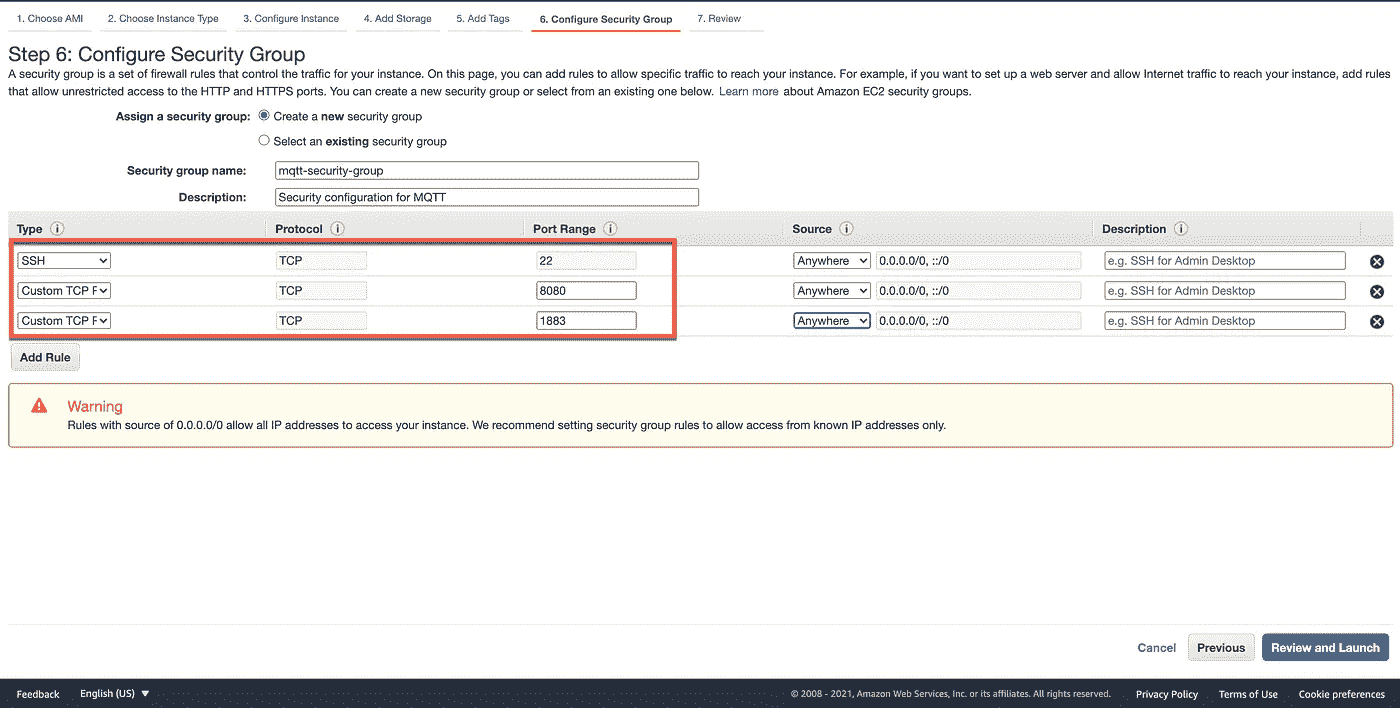 1. Choose AMI 2. Choose Instance Type 3. Configure Instance 4. Add Storage 5. Add Tags 6. Configure Security Group 7. Review
Step 6: Configure Security Group
A security group is a set of firewall rules that control the traffic for your instance. On this page, you can add rules to allow specific traffic to reach your instance. For example, if you want to set up a web server and allow Internet traffic to reach your instance, add rules
that allow unrestricted access to the HTTP and HTTPS ports. You can create a new security group or select from an existing one below. Learn more about Amazon EC2 security groups.
Assign a security group: Create a new security group
Select an existing security group
Security group name: mqtt-security-group
Description: Security configuration for MQTT
Type i Protocol i Port Range i Source i Description i
SSH TCP 22 Anywhere 0.0.0.0/0, ::/0 e.g. SSH for Admin Desktop
Custom TCP F TCP 8080 Anywhere 0.0.0.0/0, ::/0 e.g. SSH for Admin Desktop
Custom TCP F TCP 1883 Anywhere 0.0.0.0/0, ::/0 e.g. SSH for Admin Desktop
Add Rule
Warning
Rules with source of 0.0.0.0/0 allow all IP addresses to access your instance. We recommend setting security group rules to allow access from known IP addresses only.
Cancel Previous Review and Launch
Feedback English (US) © 2008 - 2021, Amazon Web Services, Inc. or its affiliates. All rights reserved. Privacy Policy Terms of Use Cookie preferences